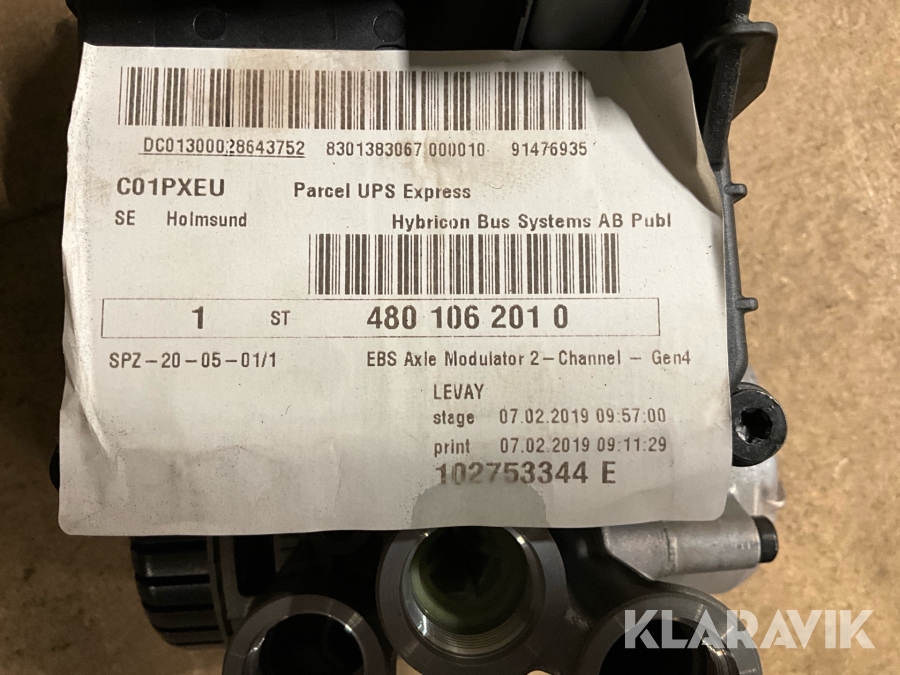 DC01300028643752 8301383067 000010 91476935
C01PXEU Parcel UPS Express
SE Holmsund Hybricon Bus Systems AB Publ
1 ST 480 106 201 0
SPZ-20-05-01/1 EBS Axle Modulator 2-Channel - Gen4
LEVAY
stage 07.02.2019 09:57:00
print 07.02.2019 09:11:29
102753344 E
KLARAVIK